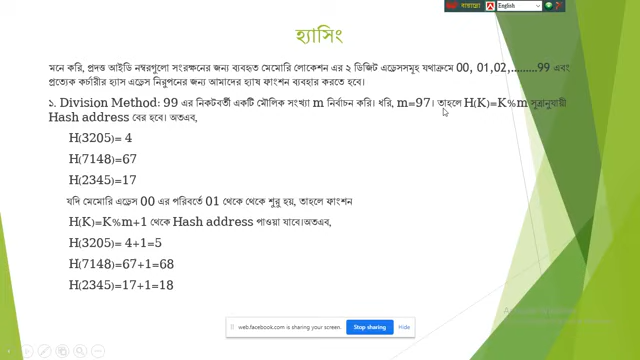 বাংলা
English
হ্যাসিং
মনে করি, প্রদত্ত আইডি নম্বরগুলো সংরক্ষনের জন্য ব্যবহৃত মেমোরি লোকেশন এর ২ ডিজিট এড্রেসসমূহ যথাক্রমে 00, 01,02,........99 এবং
প্রত্যেক কর্চারীর হ্যাস এড্রেস নিরুপনের জন্য আমাদের হ্যাষ ফাংশন ব্যবহার করতে হবে।
১. Division Method: 99 এর নিকটবর্তী একটি মৌলিক সংখ্যা m নির্বাচন করি। ধরি, m=97। তাহলে H(K)=K%m সূত্রানুযায়ী
Hash address বের হবে। অতএব,
H(3205)= 4
H(7148)=67
H(2345)=17
যদি মেমোরি এড্রেস 00 এর পরিবর্তে 01 থেকে থেকে শুরু হয়, তাহলে ফাংশন
H(K)=K%m+1 থেকে Hash address পাওয়া যাবে।অতএব,
H(3205)= 4+1=5
H(7148)=67+1=68
H(2345)=17+1=18
web.facebook.com is sharing your screen. Stop sharing Hide